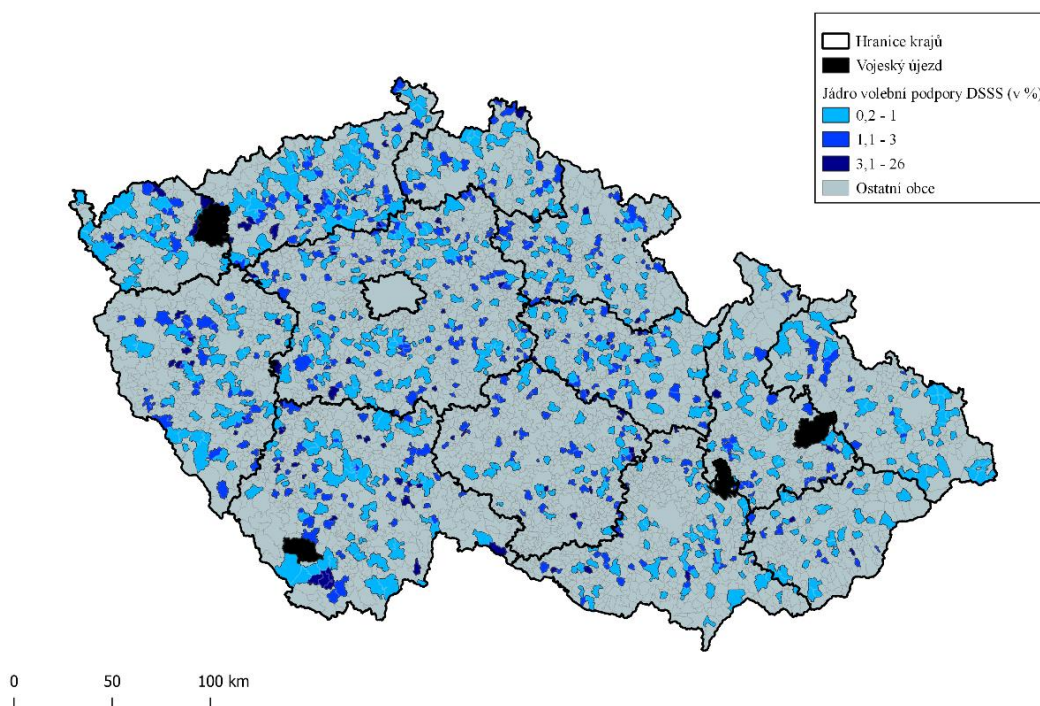 Hranice krajů
Vojeský újezd
Jádro volební podpory DSSS (v %)
0,2 - 1
1,1 - 3
3,1 - 26
Ostatní obce
0 50 100 km